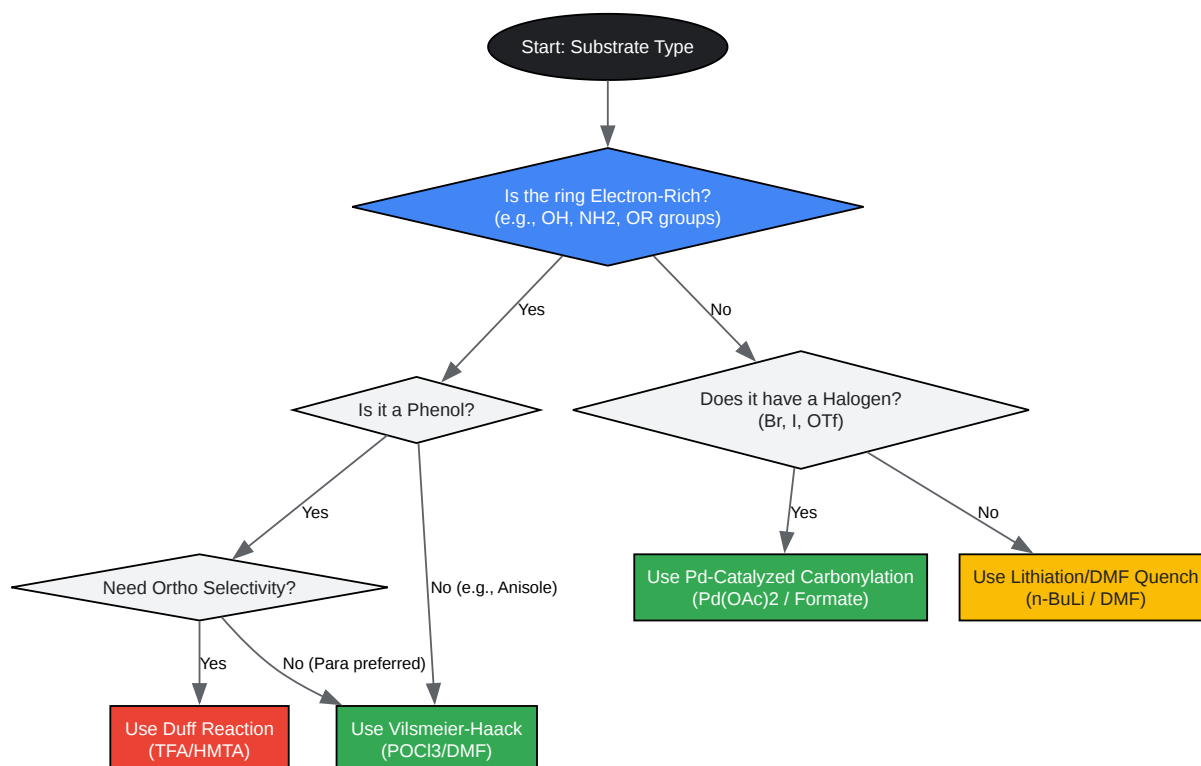 Start: Substrate Type
Is the ring Electron-Rich?
(e.g., OH, NH2, OR groups)
Yes
No
Is it a Phenol?
Does it have a Halogen?
(Br, I, OTf)
Yes
No (e.g., Anisole)
Yes
No
Need Ortho Selectivity?
Use Pd-Catalyzed Carbonylation
(Pd(OAc)2 / Formate)
Use Lithiation/DMF Quench
(n-BuLi / DMF)
Yes
No (Para preferred)
Use Duff Reaction
(TFA/HMTA)
Use Vilsmeier-Haack
(POCl3/DMF)